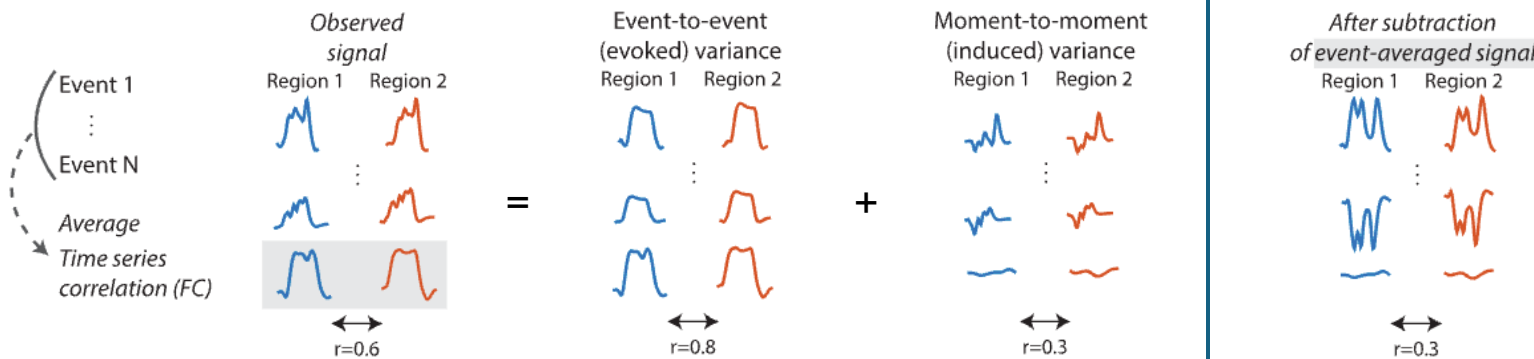 Observed
signal
Event-to-event
(evoked) variance
Moment-to-moment
(induced) variance
After subtraction
of event-averaged signal
Region 1 Region 2
Region 1 Region 2
Region 1 Region 2
Region 1 Region 2
Event 1
⋮
Event N
⋮
⋮
⋮
⋮
=
+
Average
Time series
correlation (FC)
r=0.6
r=0.8
r=0.3
r=0.3